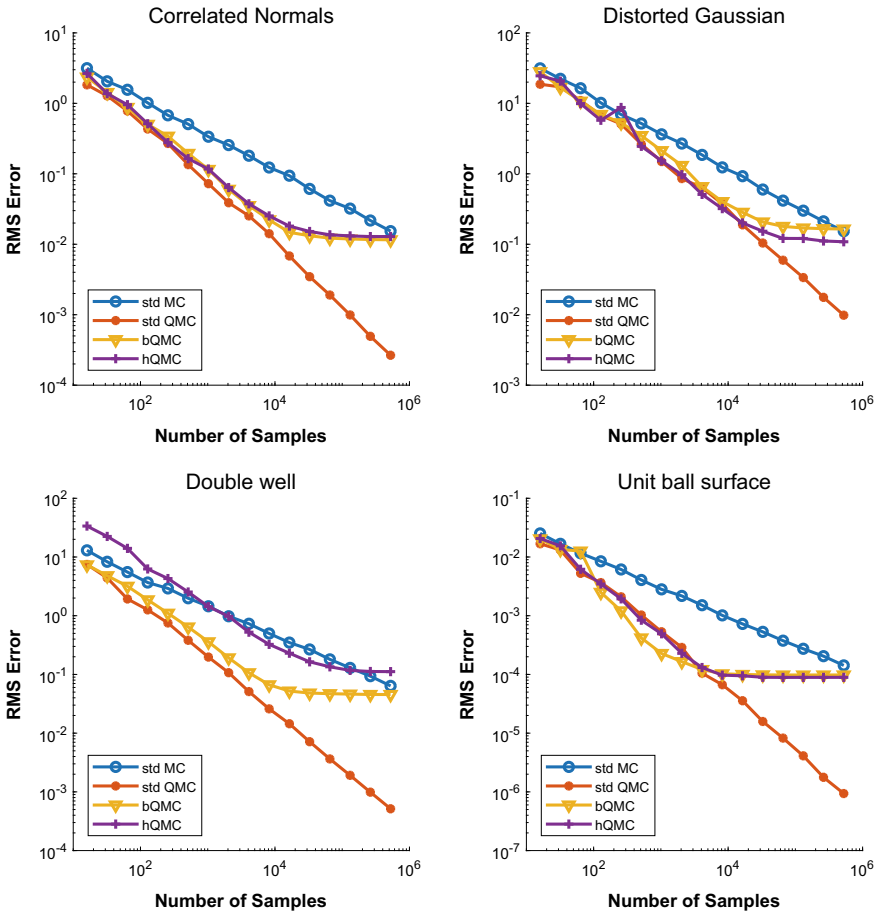 Correlated Normals
10^1
10^0
10^-1
10^-2
10^-3
10^-4
RMS Error
std MC
std QMC
bQMC
hQMC
10^2
10^4
10^6
Number of Samples
Distorted Gaussian
10^2
10^1
10^0
10^-1
10^-2
10^-3
RMS Error
std MC
std QMC
bQMC
hQMC
10^2
10^4
10^6
Number of Samples
Double well
10^2
10^1
10^0
10^-1
10^-2
10^-3
10^-4
RMS Error
std MC
std QMC
bQMC
hQMC
10^2
10^4
10^6
Number of Samples
Unit ball surface
10^-1
10^-2
10^-3
10^-4
10^-5
10^-6
10^-7
RMS Error
std MC
std QMC
bQMC
hQMC
10^2
10^4
10^6
Number of Samples